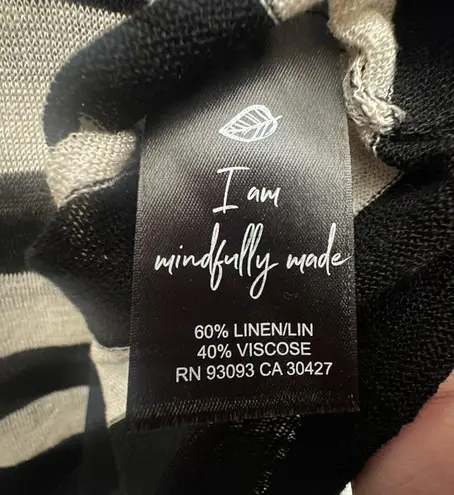 I am
mindfully made
60% LINEN/LIN
40% VISCOSE
RN 93093 CA 30427